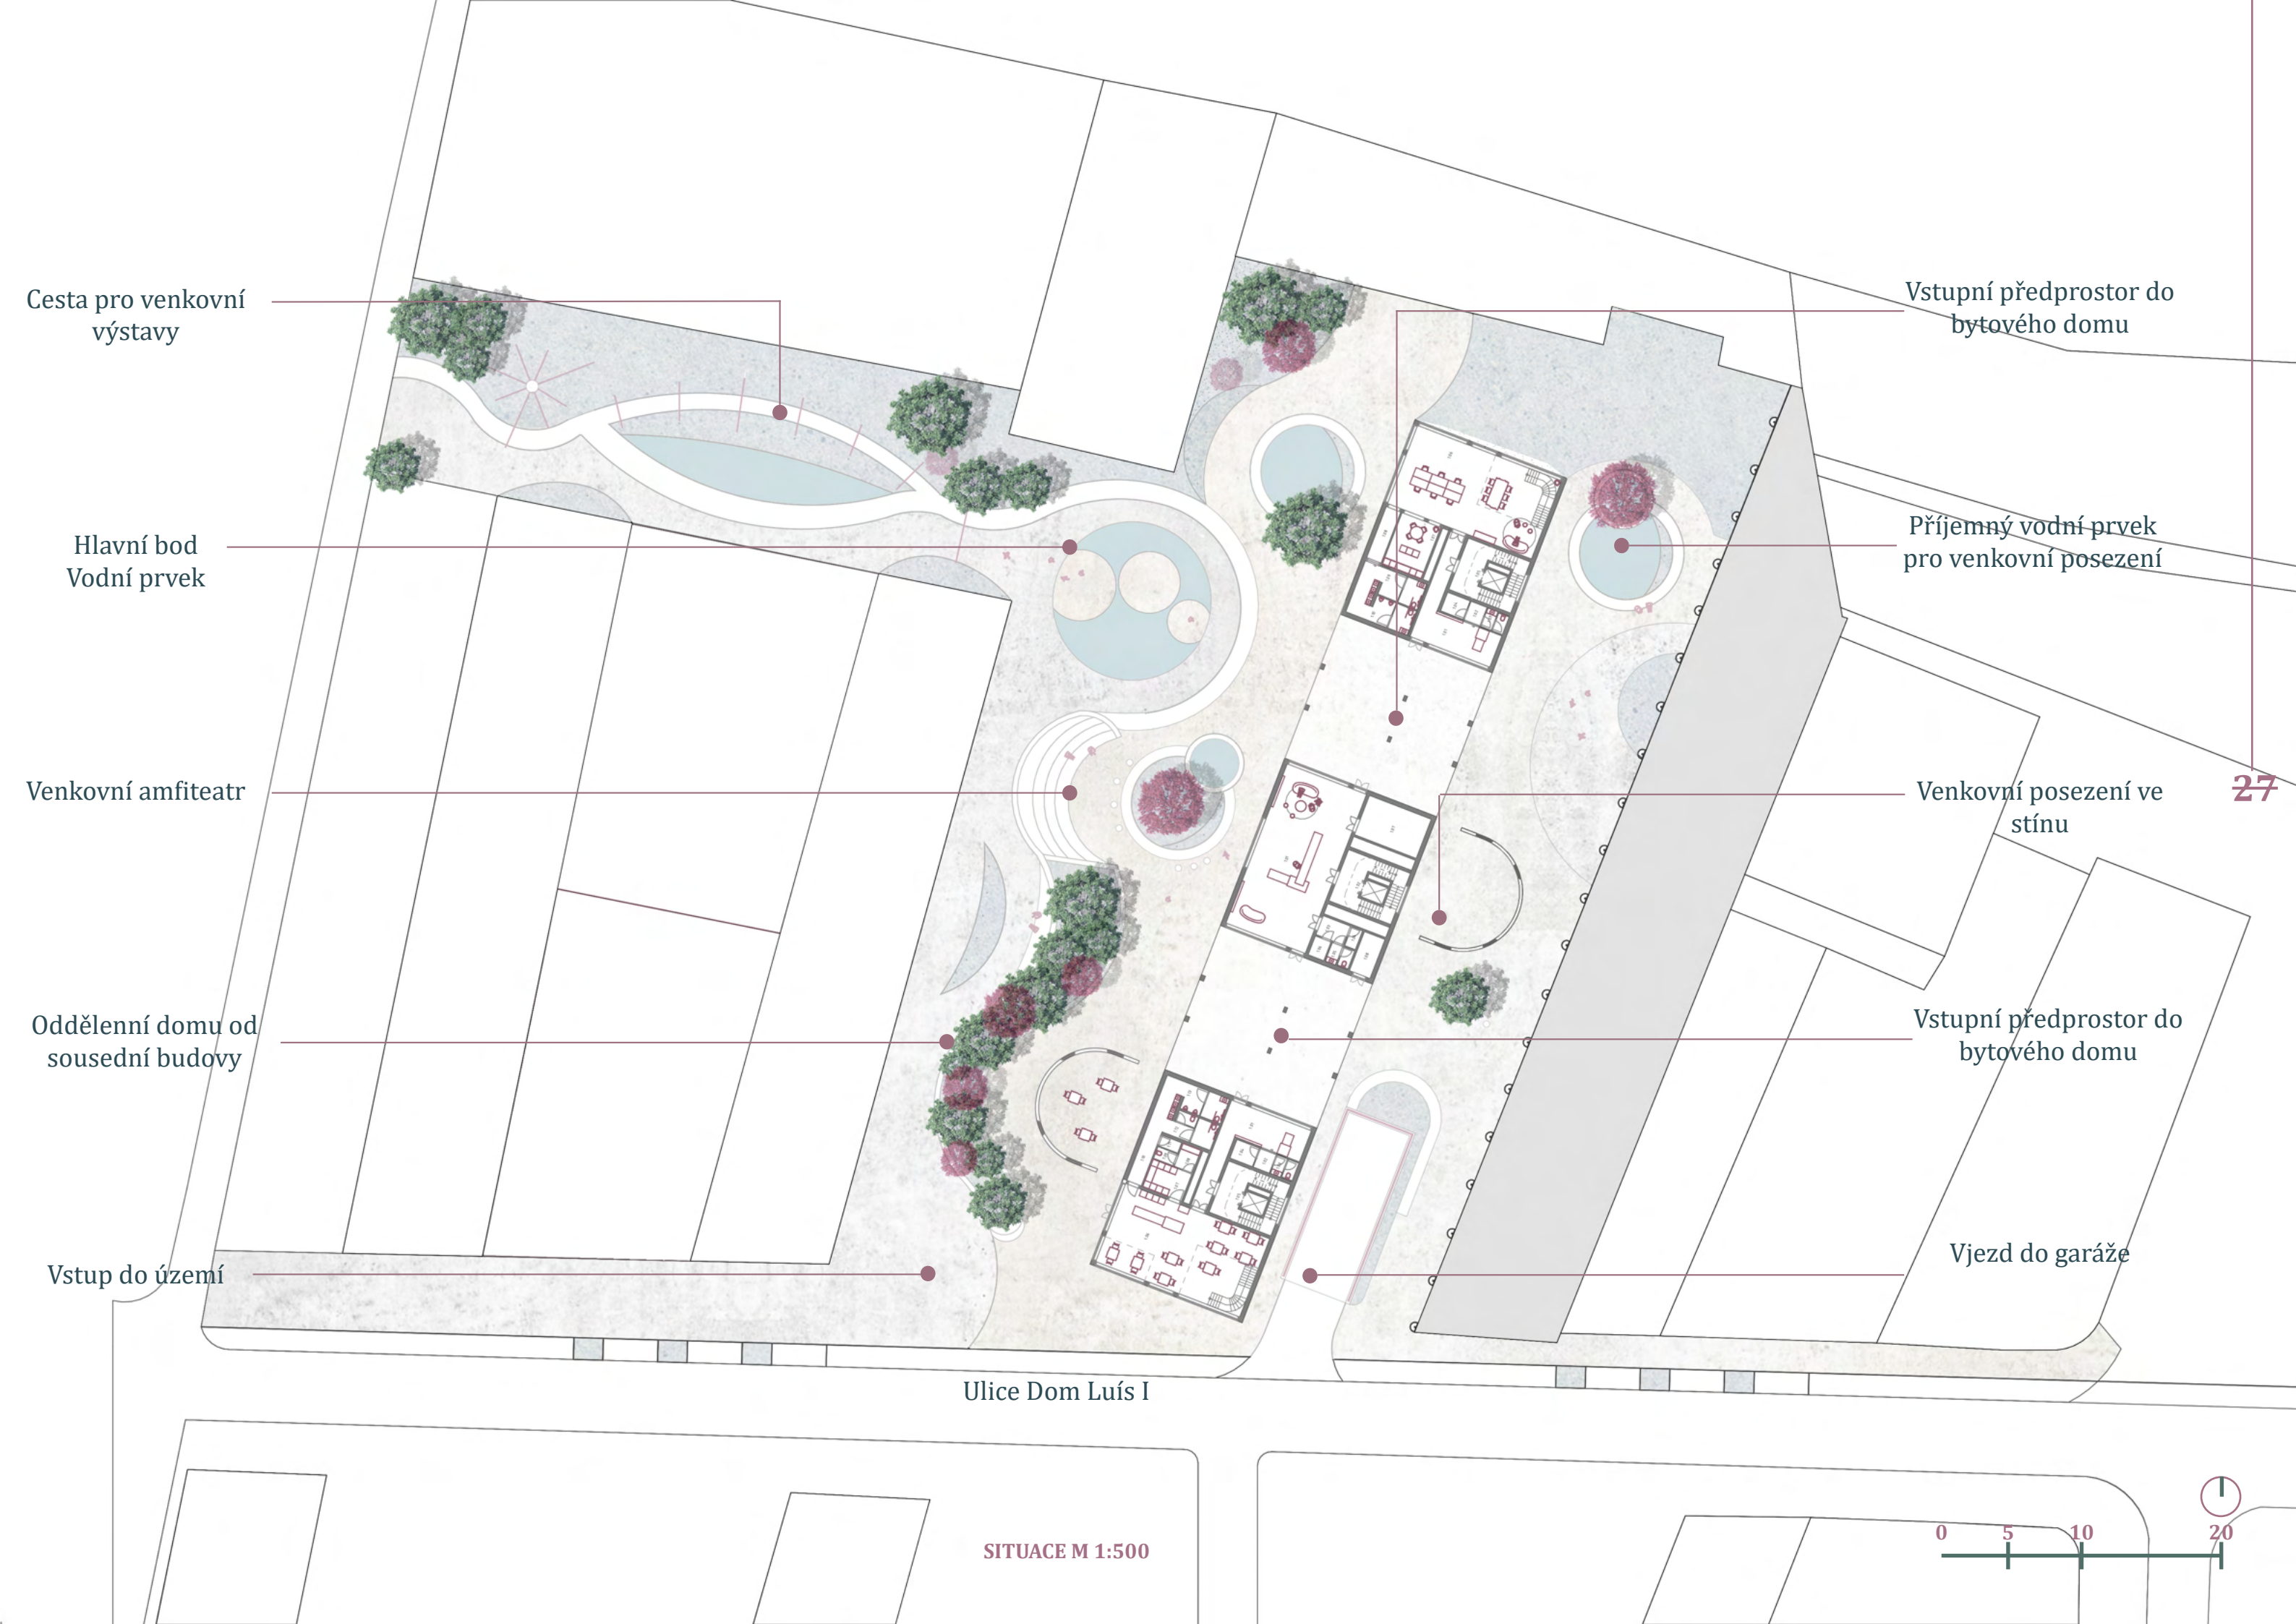 Cesta pro venkovní
výstavy
Hlavní bod
Vodní prvek
Venkovní amfiteatr
Oddělenní domu od
sousední budovy
Vstup do území
Vstupní předprostor do
bytového domu
Příjemný vodní prvek
pro venkovní posezení
27
Venkovní posezení ve
stínu
Vstupní předprostor do
bytového domu
Vjezd do garáže
Ulice Dom Luís I
SITUACE M 1:500
0 5 10 20